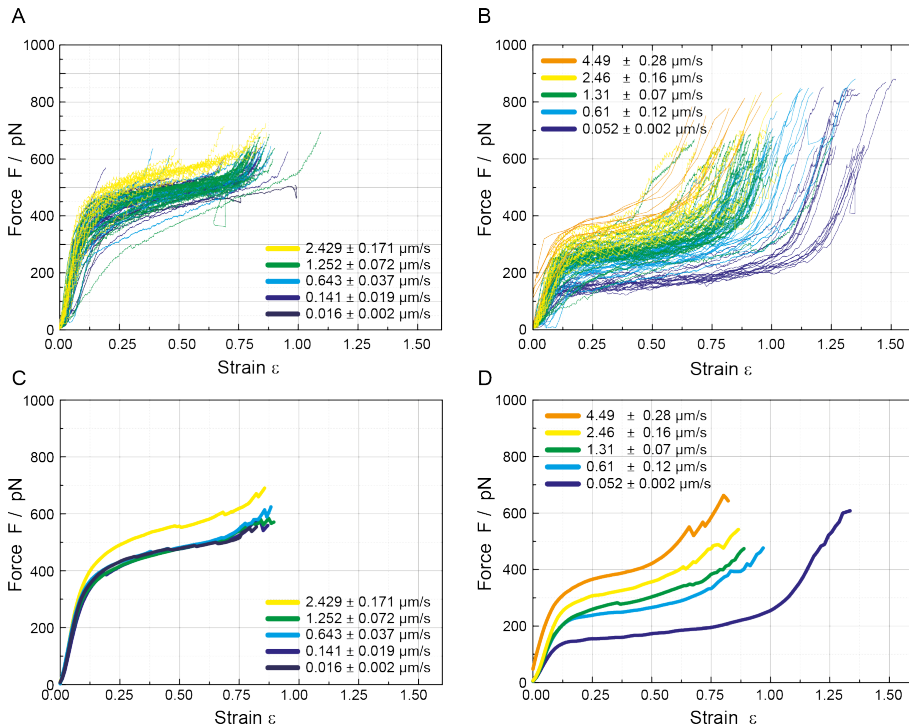 A
1000
800
600
400
200
0
Force F / pN
0.00 0.25 0.50 0.75 1.00 1.25 1.50
Strain ε
2.429 ± 0.171 µm/s
1.252 ± 0.072 µm/s
0.643 ± 0.037 µm/s
0.141 ± 0.019 µm/s
0.016 ± 0.002 µm/s
B
1000
800
600
400
200
0
Force F / pN
0.00 0.25 0.50 0.75 1.00 1.25 1.50
Strain ε
4.49 ± 0.28 µm/s
2.46 ± 0.16 µm/s
1.31 ± 0.07 µm/s
0.61 ± 0.12 µm/s
0.052 ± 0.002 µm/s
C
1000
800
600
400
200
0
Force F / pN
0.00 0.25 0.50 0.75 1.00 1.25 1.50
Strain ε
2.429 ± 0.171 µm/s
1.252 ± 0.072 µm/s
0.643 ± 0.037 µm/s
0.141 ± 0.019 µm/s
0.016 ± 0.002 µm/s
D
1000
800
600
400
200
0
Force F / pN
0.00 0.25 0.50 0.75 1.00 1.25 1.50
Strain ε
4.49 ± 0.28 µm/s
2.46 ± 0.16 µm/s
1.31 ± 0.07 µm/s
0.61 ± 0.12 µm/s
0.052 ± 0.002 µm/s